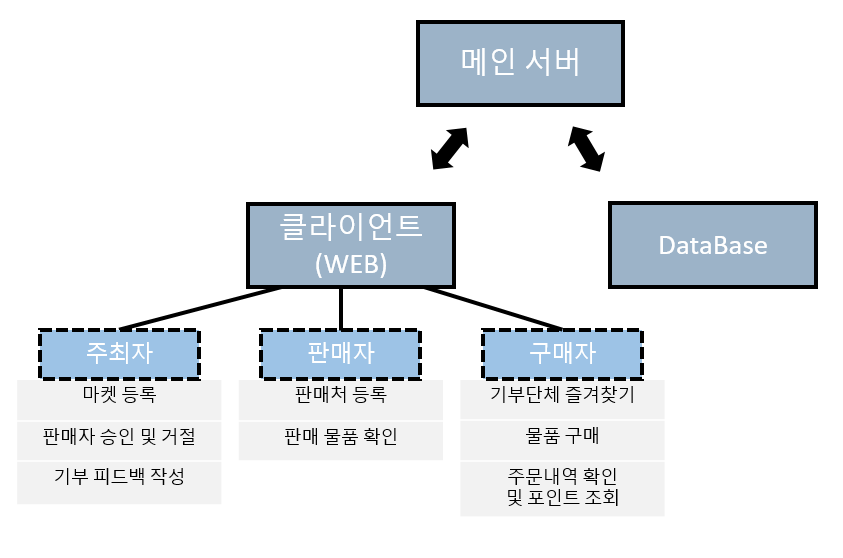 메인 서버
클라이언트
(WEB)
DataBase
주최자
마켓 등록
판매자 승인 및 거절
기부 피드백 작성
판매자
판매처 등록
판매 물품 확인
구매자
기부단체 즐겨찾기
물품 구매
주문내역 확인
및 포인트 조회